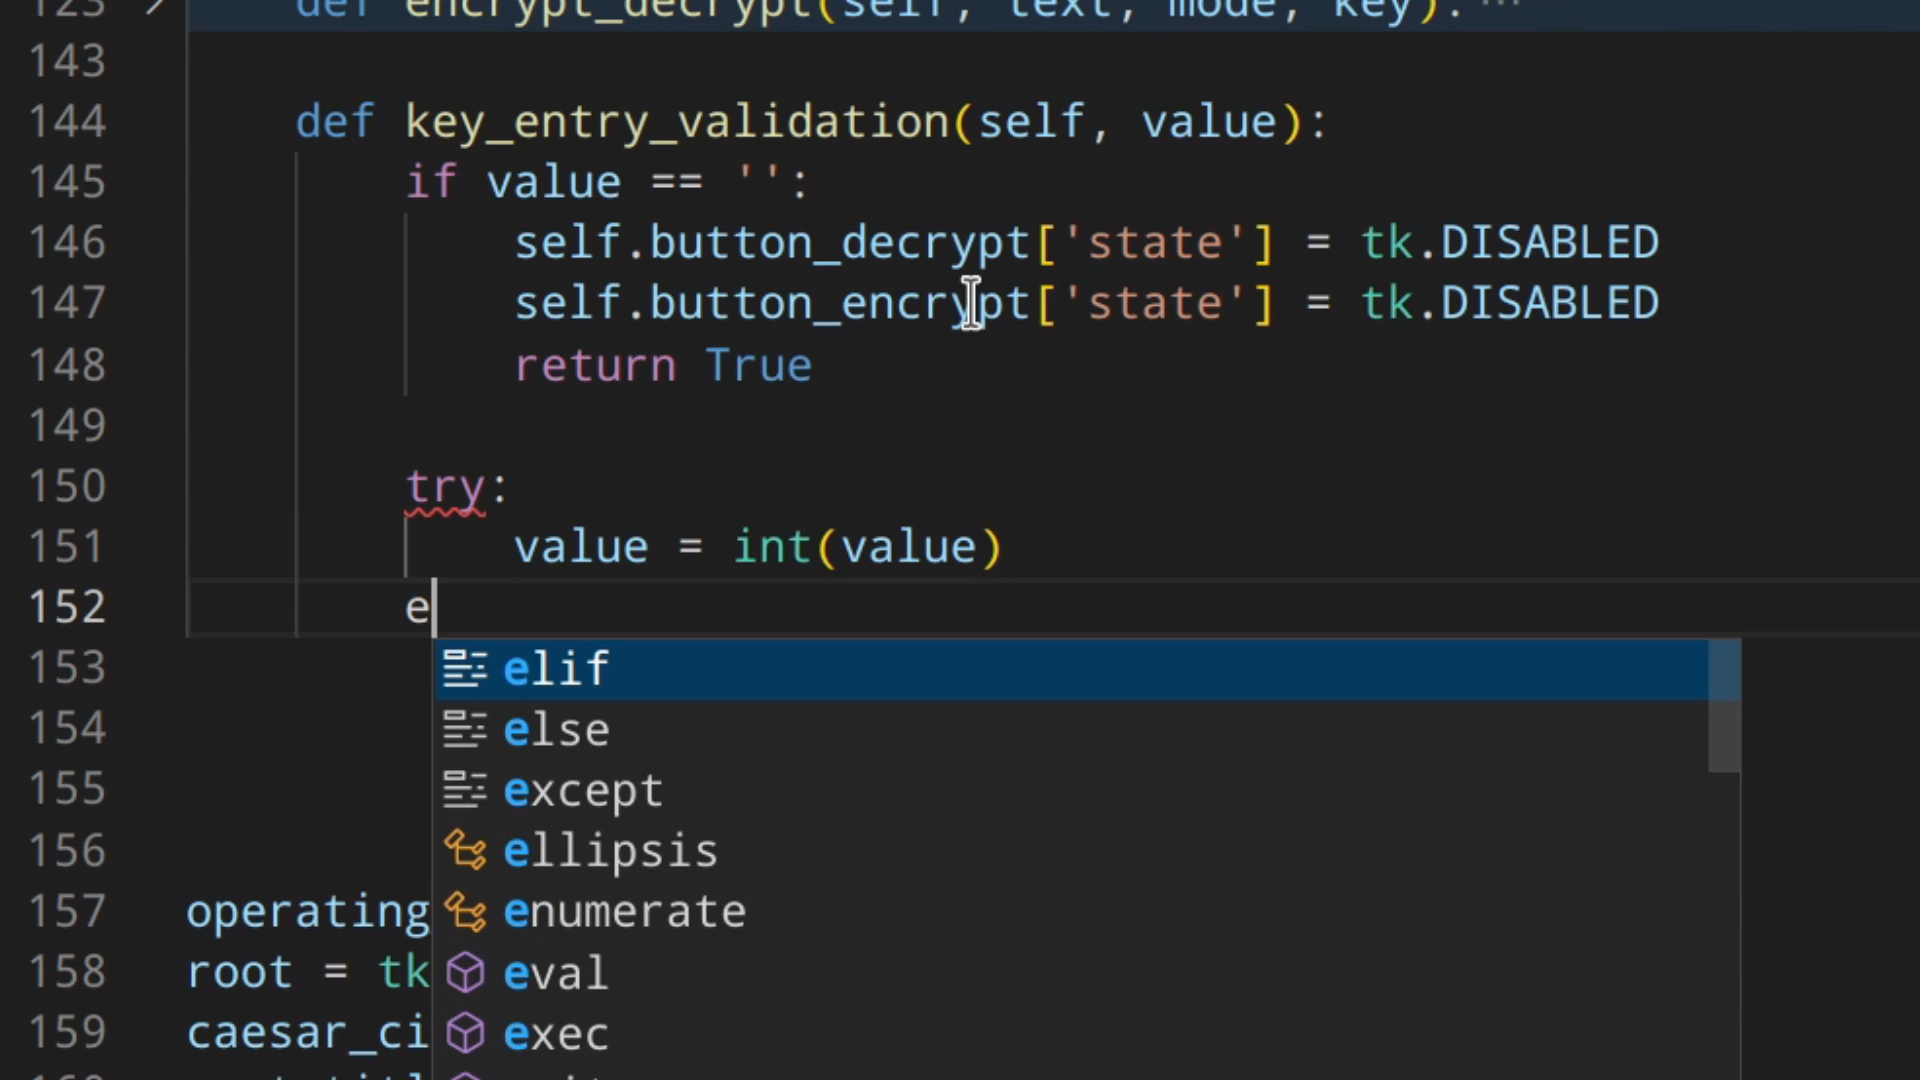 123 def encrypt_decrypt(self, text, mode, key):···
143
144 def key_entry_validation(self, value):
145 if value == '':
146 self.button_decrypt['state'] = tk.DISABLED
147 self.button_encrypt['state'] = tk.DISABLED
148 return True
149
150 try:
151 value = int(value)
152 e
153 elif
154 else
155 except
156 ellipsis
157 operating enumerate
158 root = tk eval
159 caesar_ci exec